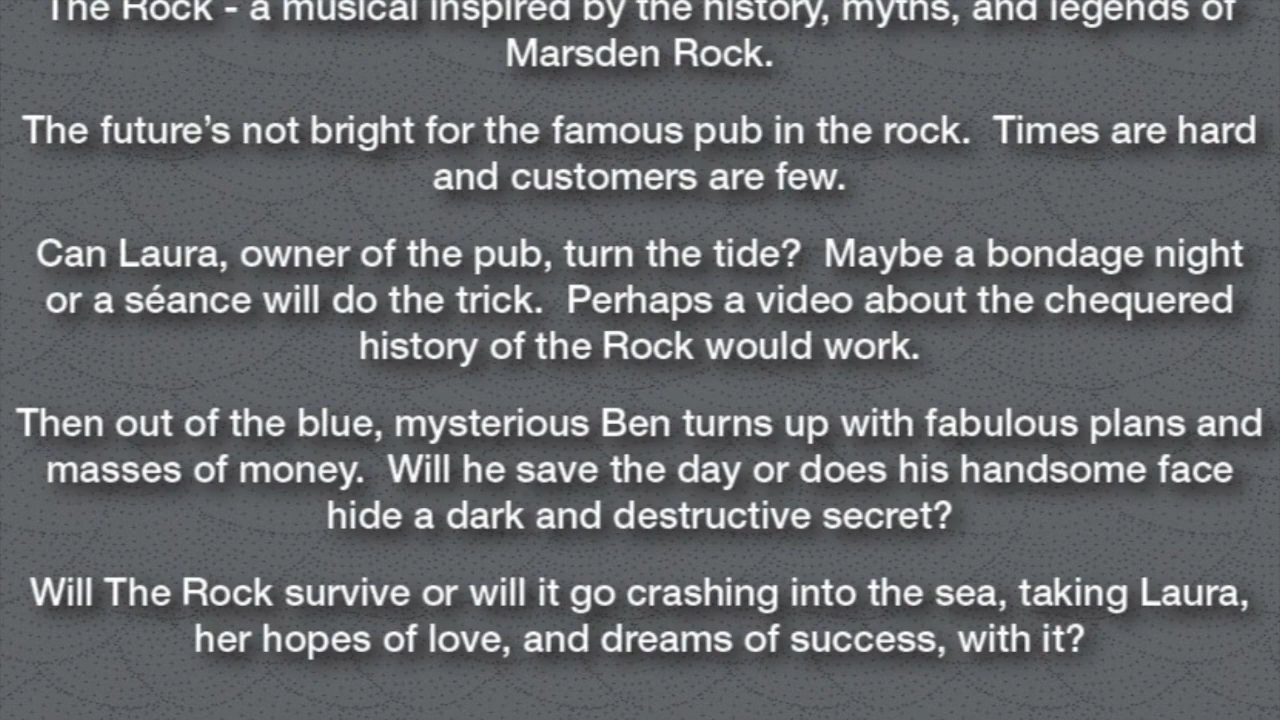 The Rock - a musical inspired by the history, myths, and legends of
Marsden Rock.
The future’s not bright for the famous pub in the rock.  Times are hard
and customers are few.
Can Laura, owner of the pub, turn the tide?  Maybe a bondage night
or a séance will do the trick.  Perhaps a video about the chequered
history of the Rock would work.
Then out of the blue, mysterious Ben turns up with fabulous plans and
masses of money.  Will he save the day or does his handsome face
hide a dark and destructive secret?
Will The Rock survive or will it go crashing into the sea, taking Laura,
her hopes of love, and dreams of success, with it?